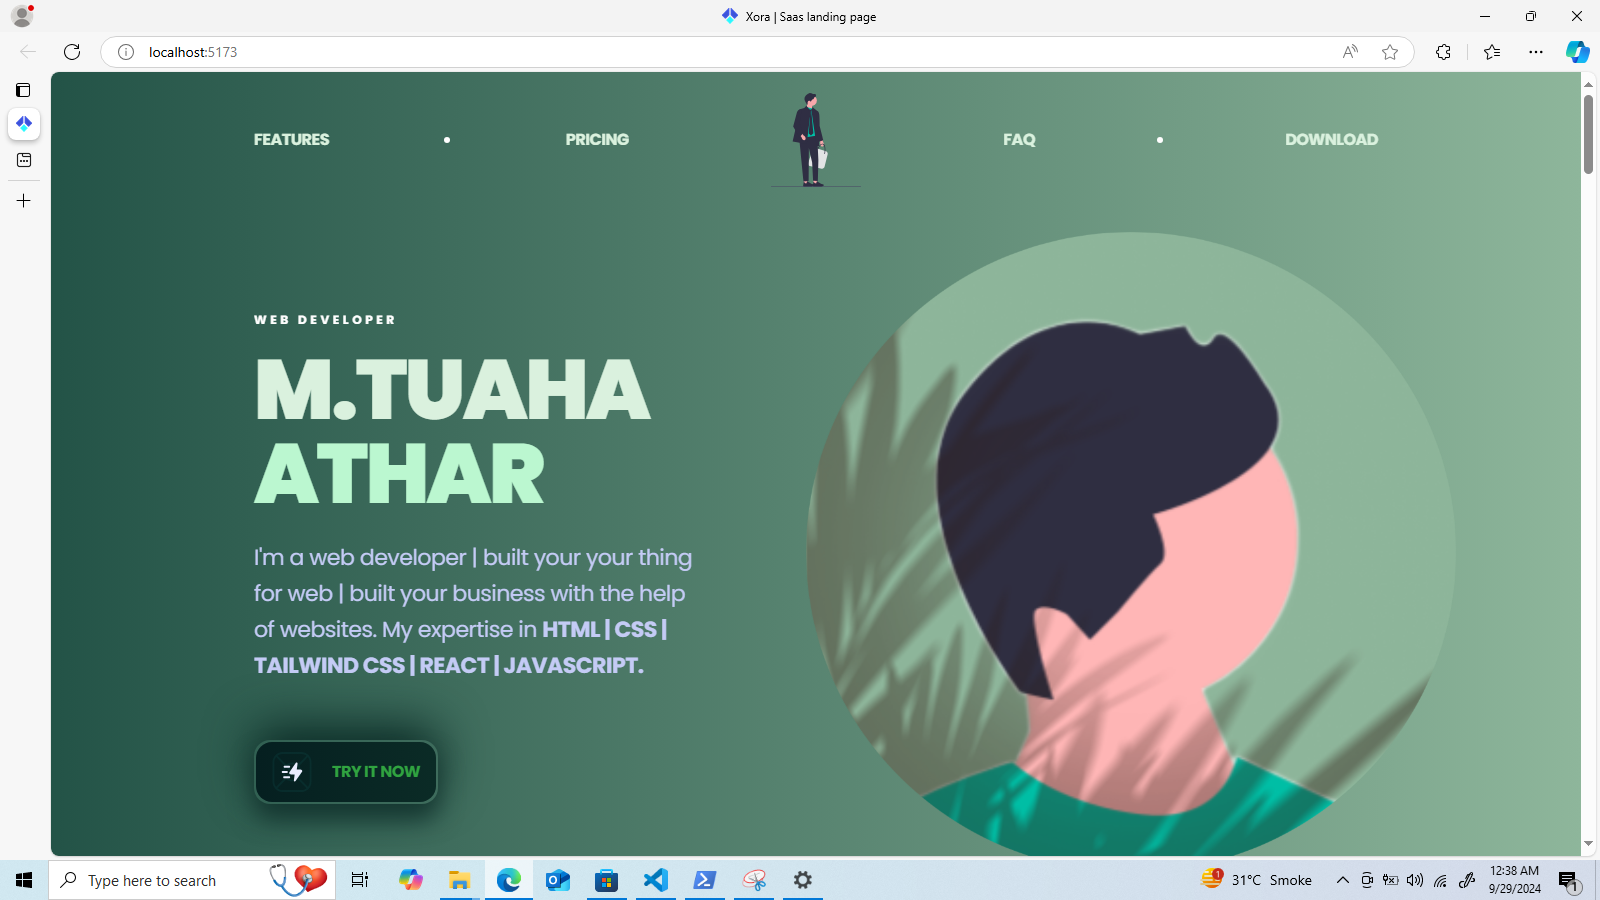 Xora | Saas landing page
localhost:5173
FEATURES
PRICING
FAQ
DOWNLOAD
WEB DEVELOPER
M.TUAHA
ATHAR
I'm a web developer | built your your thing
for web | built your business with the help
of websites. My expertise in HTML | CSS |
TAILWIND CSS | REACT | JAVASCRIPT.
TRY IT NOW
Type here to search
1
31°C Smoke
12:38 AM
9/29/2024
1